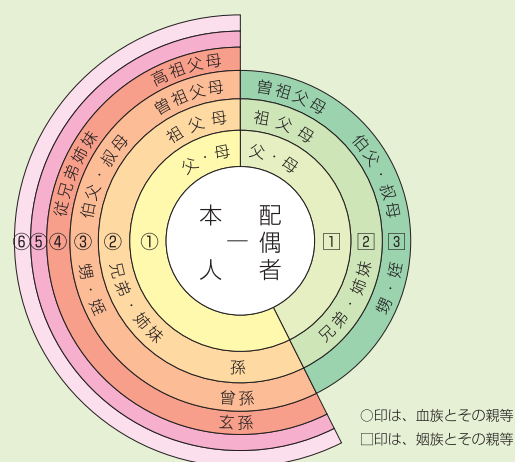 高祖父母
曽祖父母
祖父母
父・母
従兄弟姉妹
伯父・叔母
曽祖父母
祖父母
父・母
伯父・叔母
本人
―
配偶者
⑥⑤④③②①
1 2 3
甥・姪
兄弟・姉妹
兄弟・姉妹
甥・姪
孫
曾孫
玄孫
○印は、血族とその親等
□印は、姻族とその親等